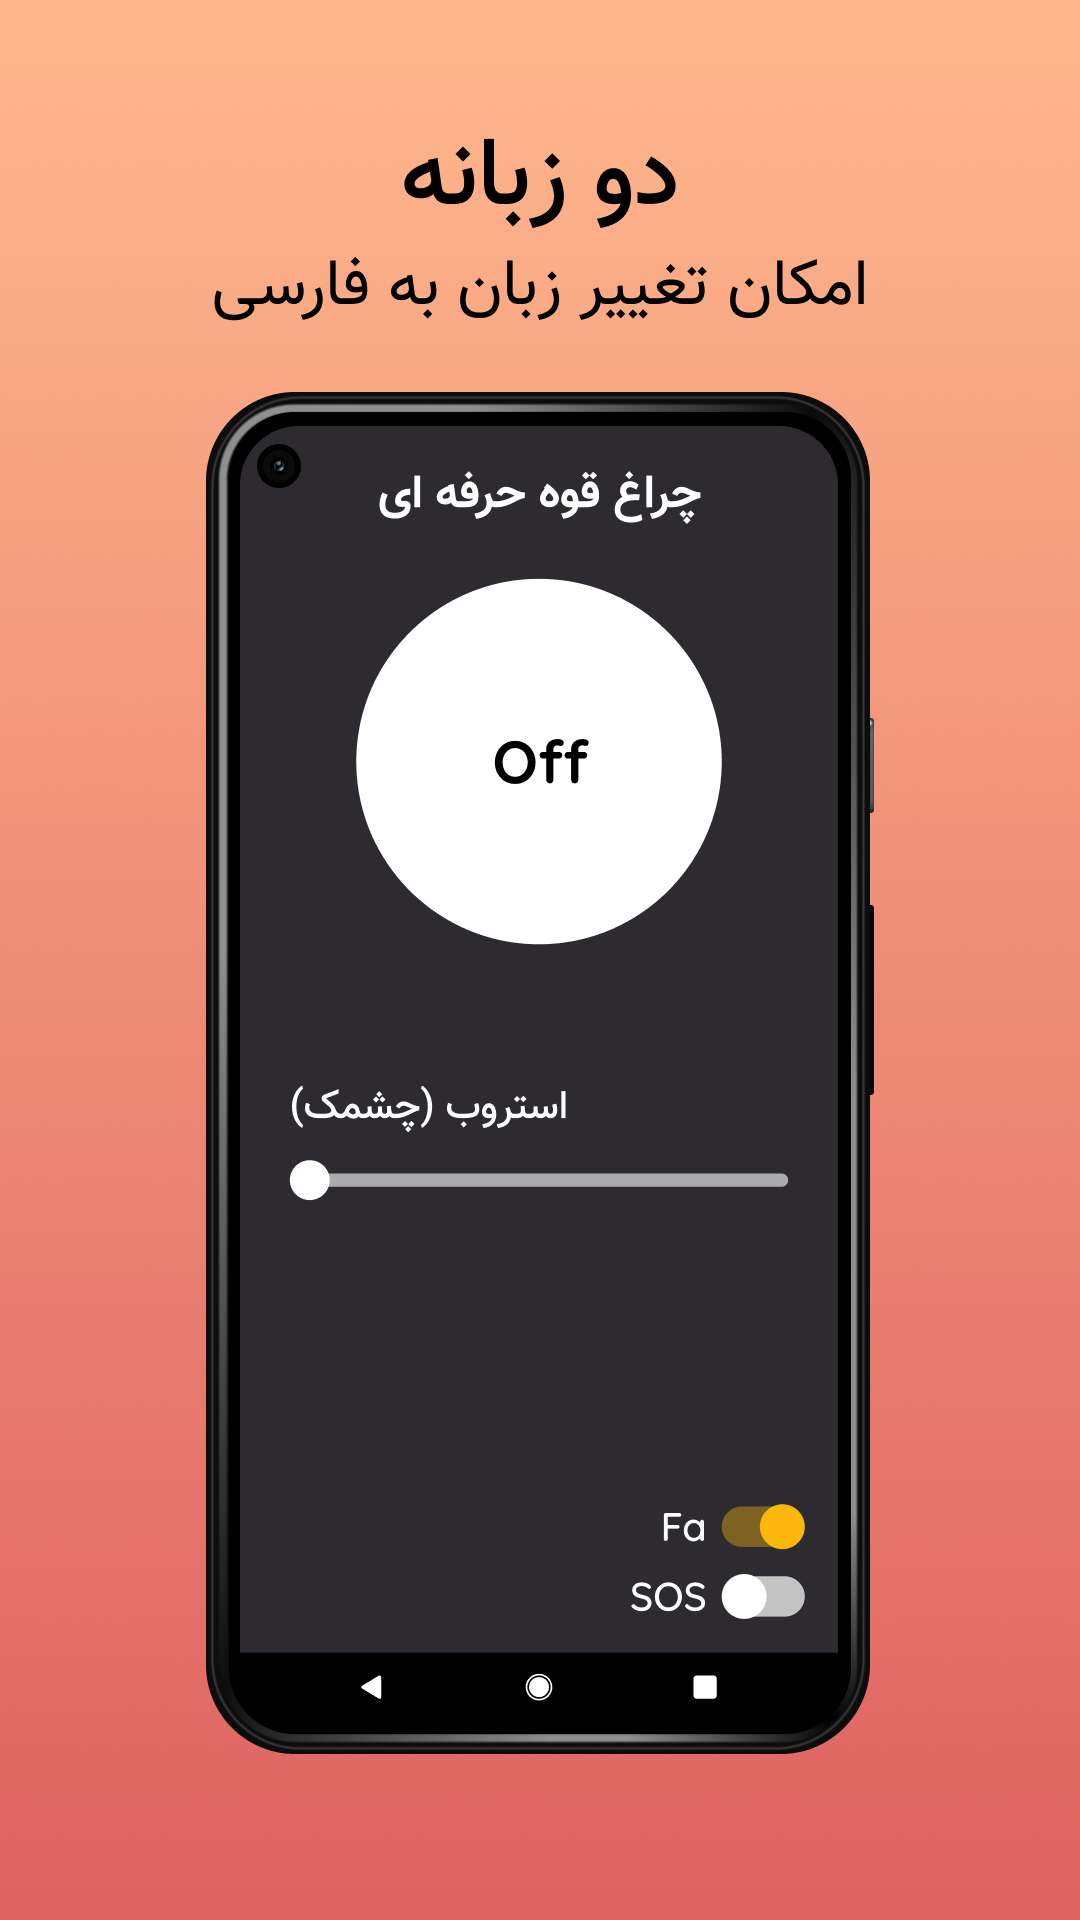 دو زبانه
امکان تغییر زبان به فارسی
چراغ قوه حرفه ای
Off
استروب (چشمک)
Fa
SOS